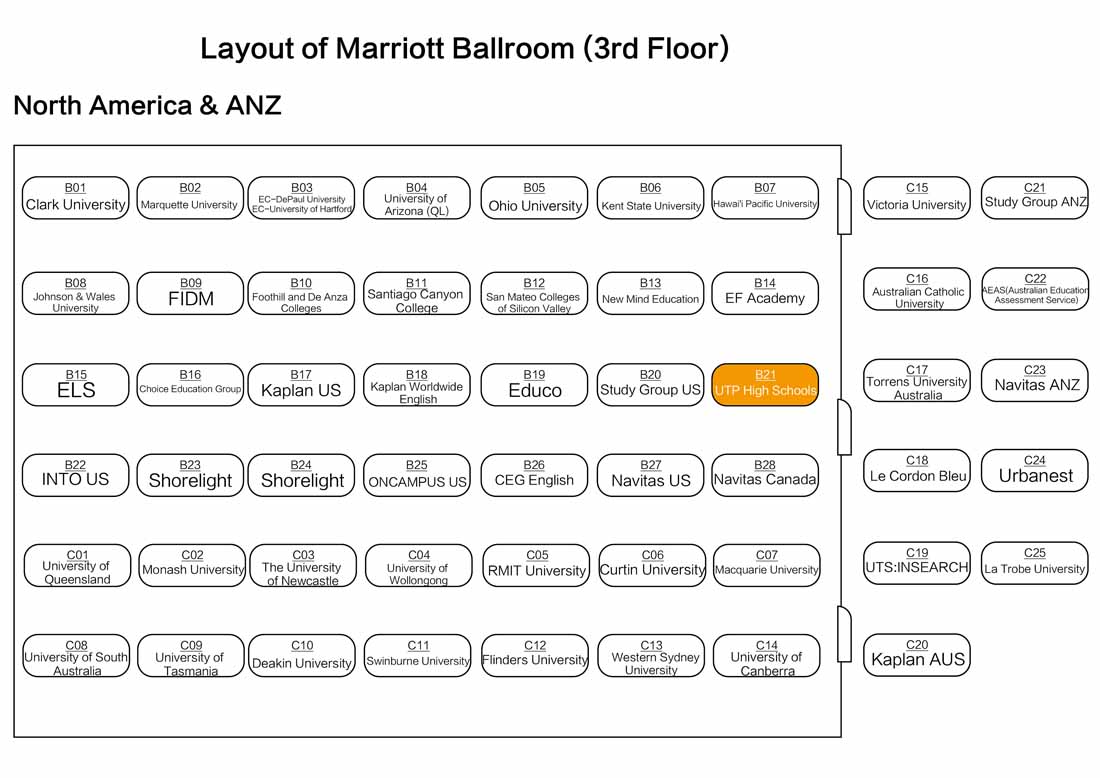 Layout of Marriott Ballroom (3rd Floor)
North America & ANZ
B01
Clark University
B02
Marquette University
B03
EC-DePaul University
EC-University of Hartford
B04
University of
Arizona (QL)
B05
Ohio University
B06
Kent State University
B07
Hawai'i Pacific University
C15
Victoria University
C21
Study Group ANZ
B08
Johnson & Wales
University
B09
FIDM
B10
Foothill and De Anza
Colleges
B11
Santiago Canyon
College
B12
San Mateo Colleges
of Silicon Valley
B13
New Mind Education
B14
EF Academy
C16
Australian Catholic
University
C22
AEAS(Australian Education
Assessment Service)
B15
ELS
B16
Choice Education Group
B17
Kaplan US
B18
Kaplan Worldwide
English
B19
Educo
B20
Study Group US
B21
UTP High Schools
C17
Torrens University
Australia
C23
Navitas ANZ
B22
INTO US
B23
Shorelight
B24
Shorelight
B25
ONCAMPUS US
B26
CEG English
B27
Navitas US
B28
Navitas Canada
C18
Le Cordon Bleu
C24
Urbanest
C01
University of
Queensland
C02
Monash University
C03
The University
of Newcastle
C04
University of
Wollongong
C05
RMIT University
C06
Curtin University
C07
Macquarie University
C19
UTS:INSEARCH
C25
La Trobe University
C08
University of South
Australia
C09
University of
Tasmania
C10
Deakin University
C11
Swinburne University
C12
Flinders University
C13
Western Sydney
University
C14
University of
Canberra
C20
Kaplan AUS